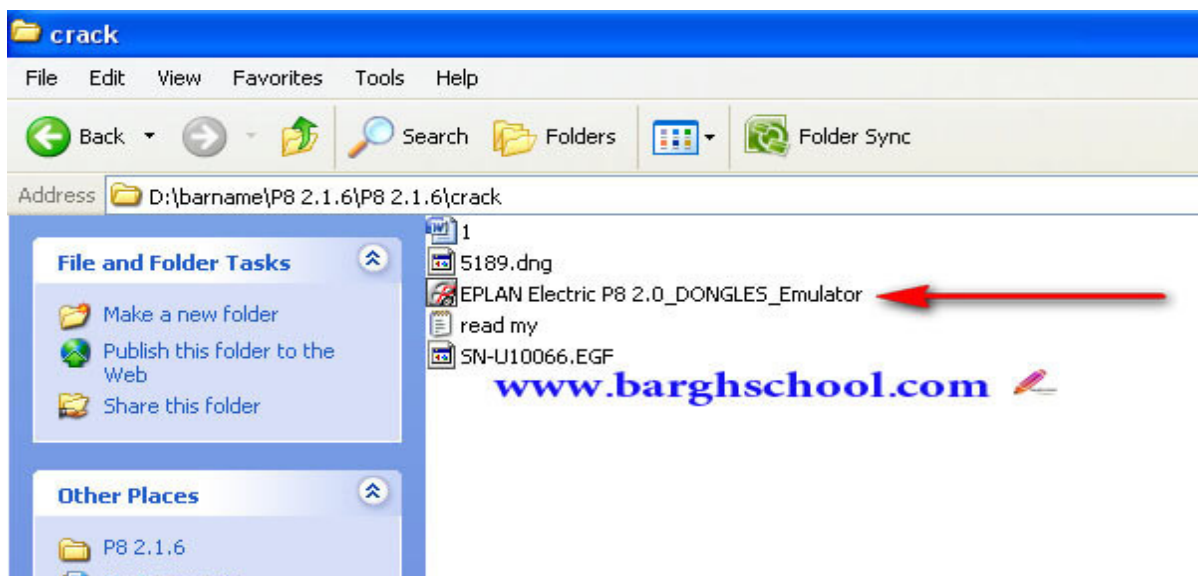 crack
File Edit View Favorites Tools Help
Back Search Folders Folder Sync
Address D:\barname\P8 2.1.6\P8 2.1.6\crack
File and Folder Tasks
Make a new folder
Publish this folder to the
Web
Share this folder
Other Places
P8 2.1.6
1
5189.dng
EPLAN Electric P8 2.0_DONGLES_Emulator
read my
SN-U10066.EGF
www.barghschool.com